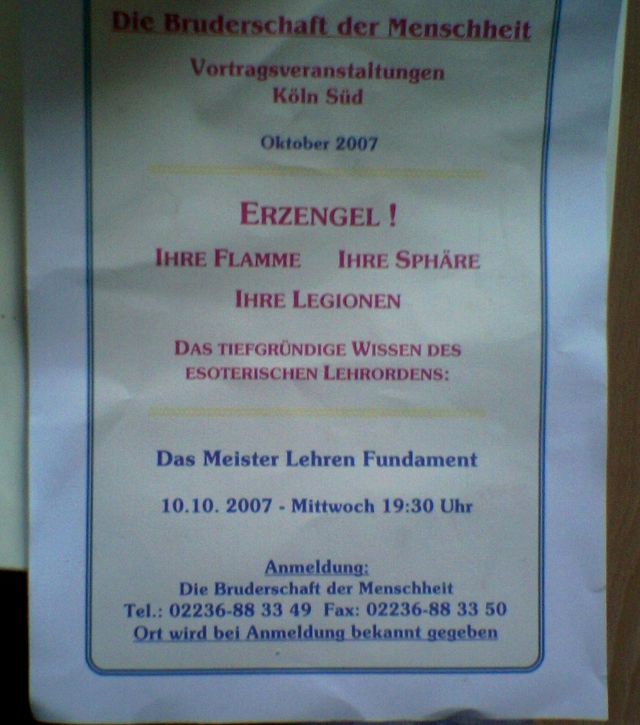 Die Bruderschaft der Menschheit
Vortragsveranstaltungen
Köln Süd
Oktober 2007
ERZENGEL !
IHRE FLAMME IHRE SPHÄRE
IHRE LEGIONEN
DAS TIEFGRÜNDIGE WISSEN DES
ESOTERISCHEN LEHRORDENS:
Das Meister Lehren Fundament
10.10. 2007 - Mittwoch 19:30 Uhr
Anmeldung:
Die Bruderschaft der Menschheit
Tel.: 02236-88 33 49 Fax: 02236-88 33 50
Ort wird bei Anmeldung bekannt gegeben